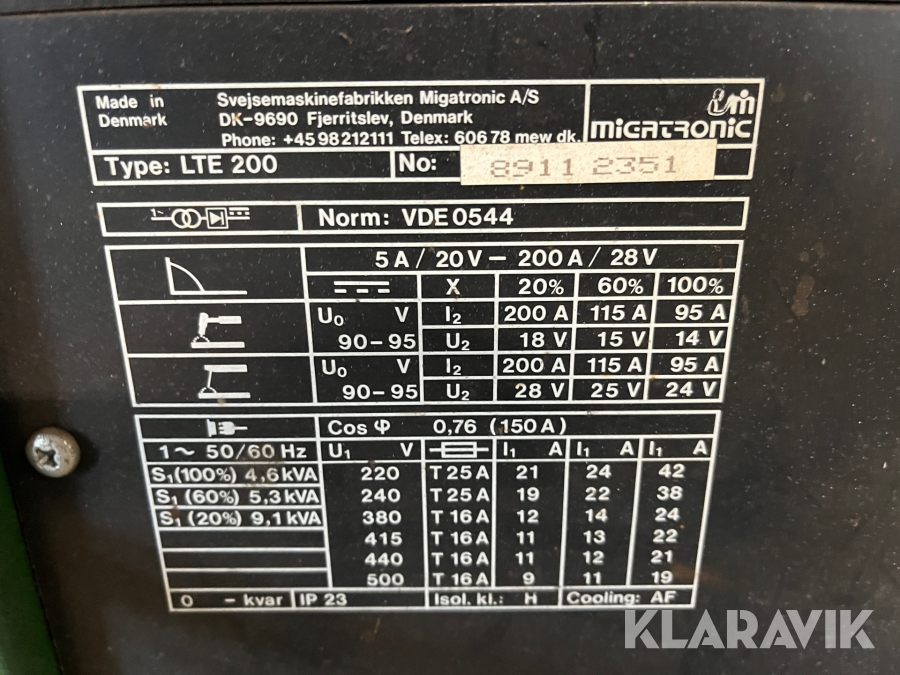 Made in
Denmark
Svejsemaskinefabrikken Migatronic A/S
DK-9690 Fjerritslev, Denmark
Phone: +45 98 21 21 11 Telex: 606 78 mew dk.
MIGATRONIC
Type: LTE 200 No: 8911 2351
1~ Norm: VDE 0544
5 A / 20 V – 200 A / 28 V
X 20% 60% 100%
U0 V I2 200 A 115 A 95 A
90–95 U2 18 V 15 V 14 V
U0 V I2 200 A 115 A 95 A
90–95 U2 28 V 25 V 24 V
Cos φ 0,76 (150 A)
1 ~ 50/60 Hz U1 V I1 A I1 A I1 A
S1 (100%) 4,6 kVA 220 T 25 A 21 24 42
S1 (60%) 5,3 kVA 240 T 25 A 19 22 38
S1 (20%) 9,1 kVA 380 T 16 A 12 14 24
415 T 16 A 11 13 22
440 T 16 A 11 12 21
500 T 16 A 9 11 19
0 - kvar IP 23 Isol. kl.: H Cooling: AF
KLARAVIK